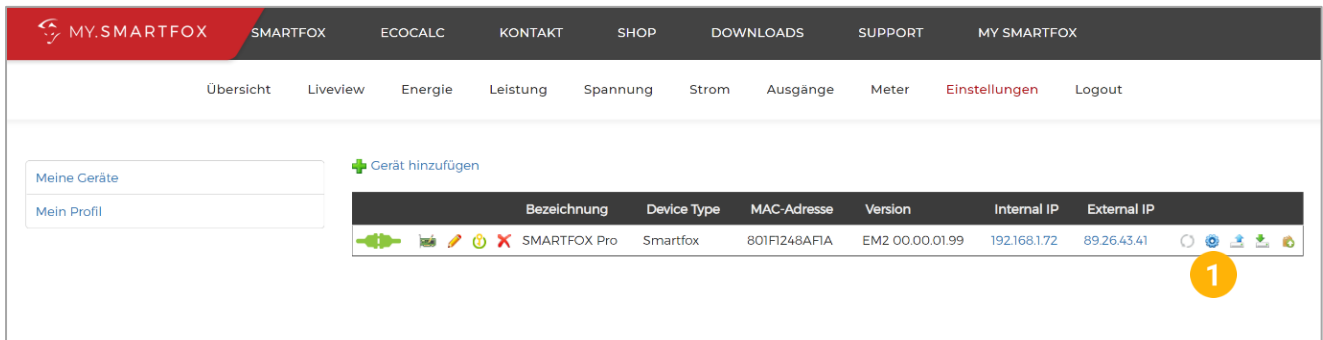 MY.SMARTFOX SMARTFOX ECOCALC KONTAKT SHOP DOWNLOADS SUPPORT MY SMARTFOX
Übersicht Liveview Energie Leistung Spannung Strom Ausgänge Meter Einstellungen Logout
Gerät hinzufügen
Meine Geräte
Mein Profil
Bezeichnung Device Type MAC-Adresse Version Internal IP External IP
SMARTFOX Pro Smartfox 801F1248AF1A EM2 00.00.01.99 192.168.1.72 89.26.43.41
1